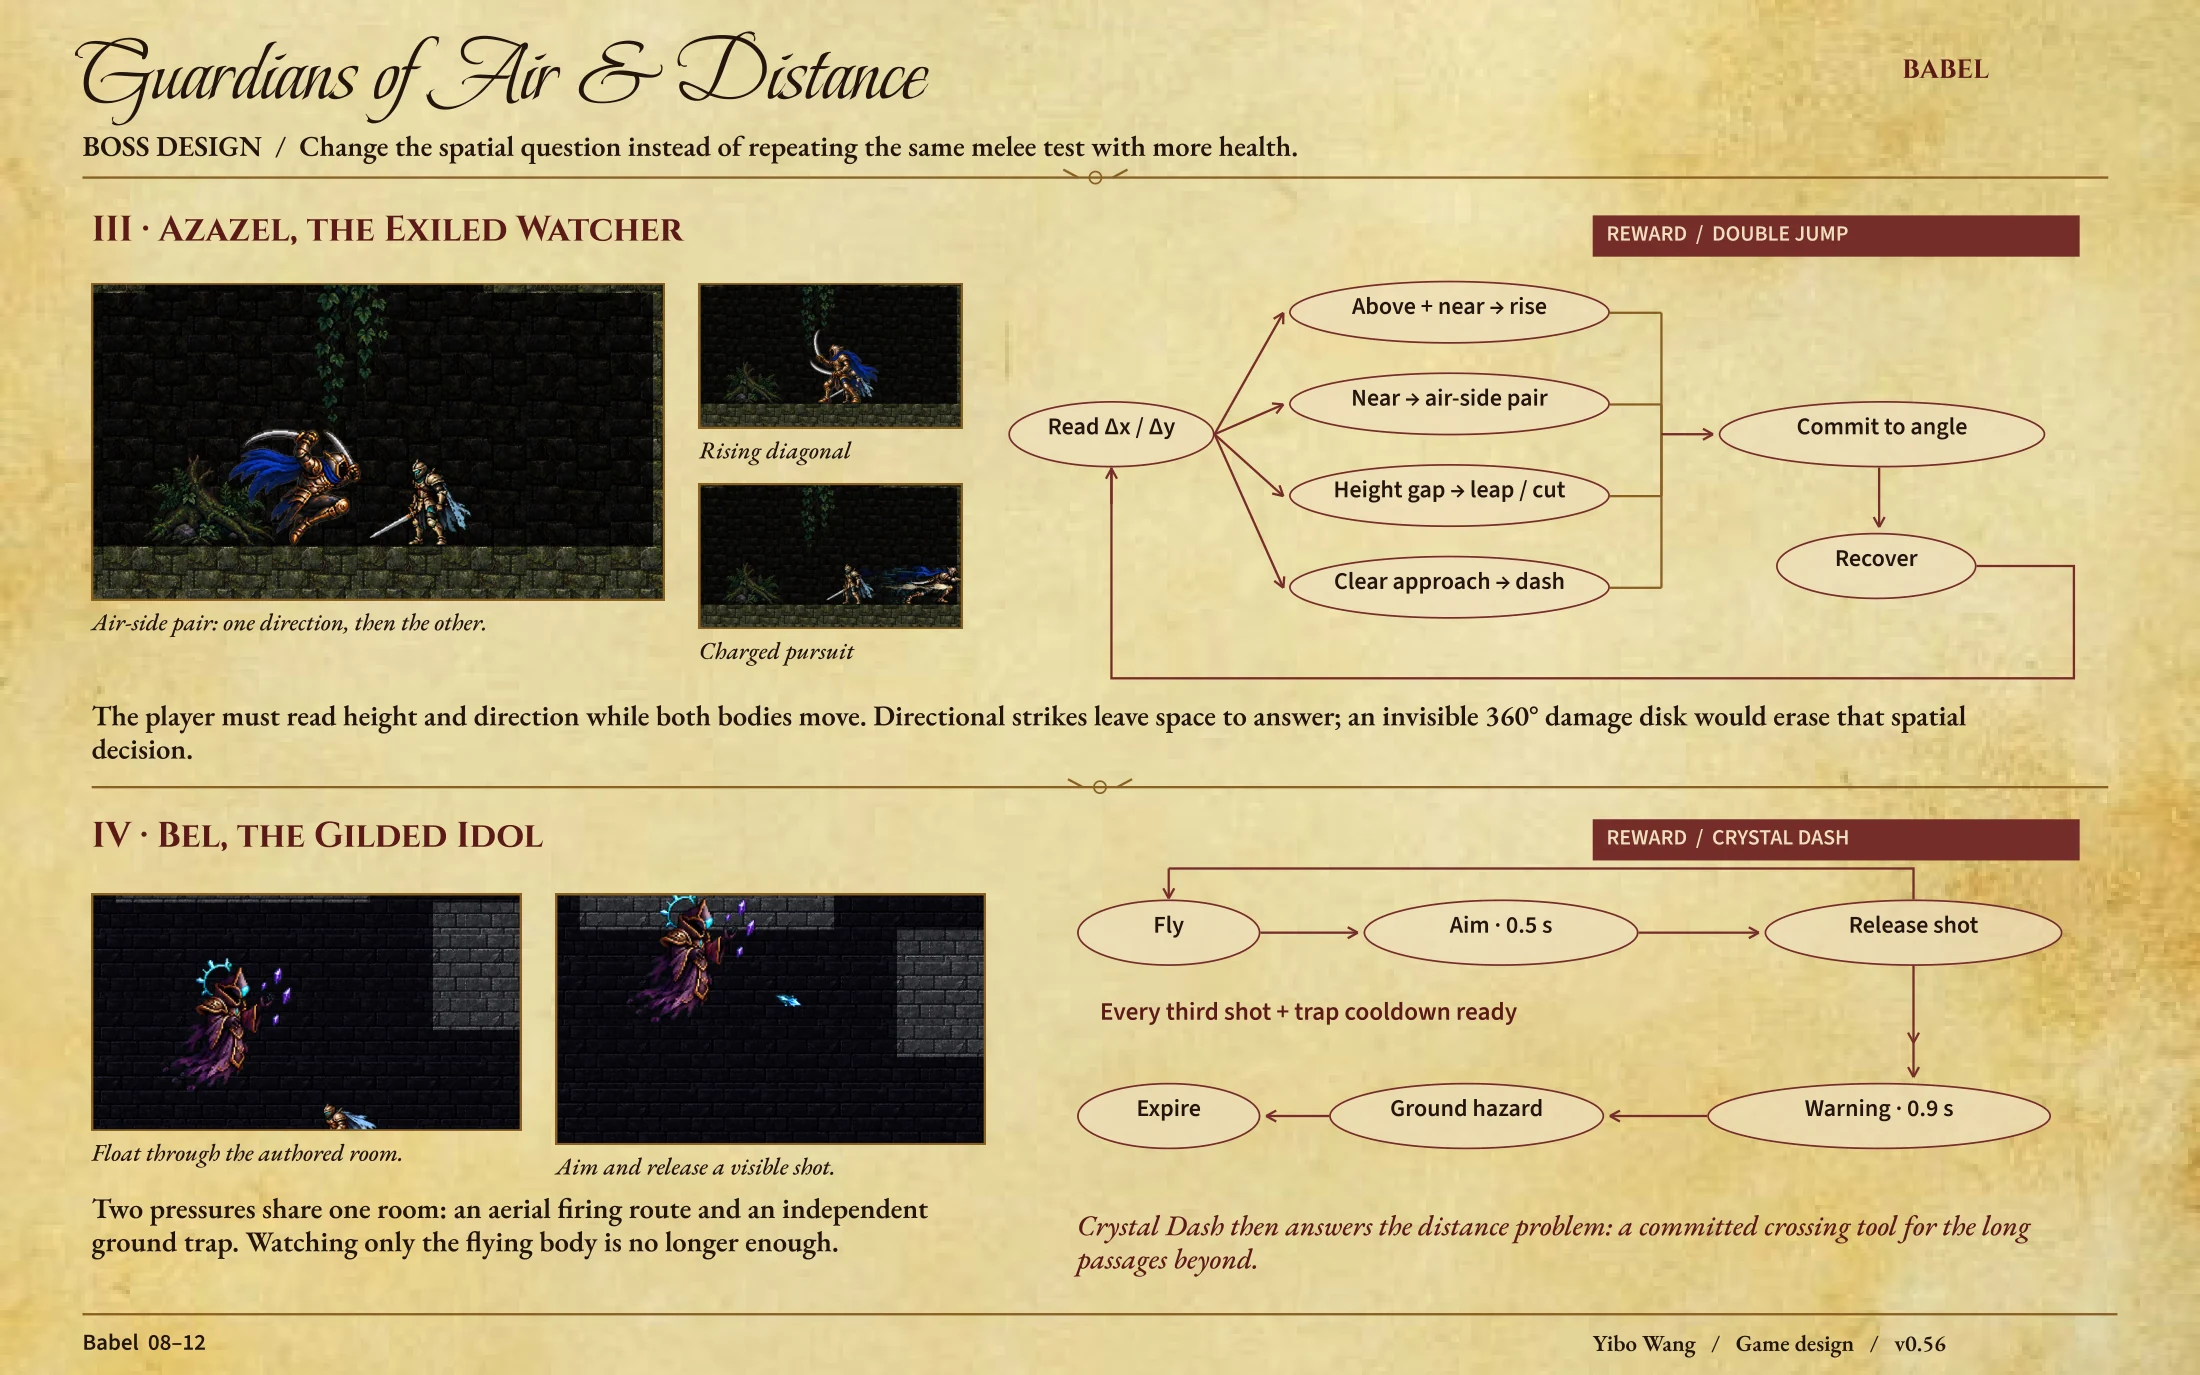 Guardians of Air & Distance
BABEL
BOSS DESIGN / Change the spatial question instead of repeating the same melee test with more health.
III · Azazel, the Exiled Watcher
REWARD / DOUBLE JUMP
Air-side pair: one direction, then the other.
Rising diagonal
Charged pursuit
Read Δx / Δy
Above + near → rise
Near → air-side pair
Height gap → leap / cut
Clear approach → dash
Commit to angle
Recover
The player must read height and direction while both bodies move. Directional strikes leave space to answer; an invisible 360° damage disk would erase that spatial
decision.
IV · Bel, the Gilded Idol
REWARD / CRYSTAL DASH
Float through the authored room.
Aim and release a visible shot.
Fly
Aim · 0.5 s
Release shot
Every third shot + trap cooldown ready
Expire
Ground hazard
Warning · 0.9 s
Two pressures share one room: an aerial firing route and an independent
ground trap. Watching only the flying body is no longer enough.
Crystal Dash then answers the distance problem: a committed crossing tool for the long
passages beyond.
Babel 08–12
Yibo Wang / Game design / v0.56